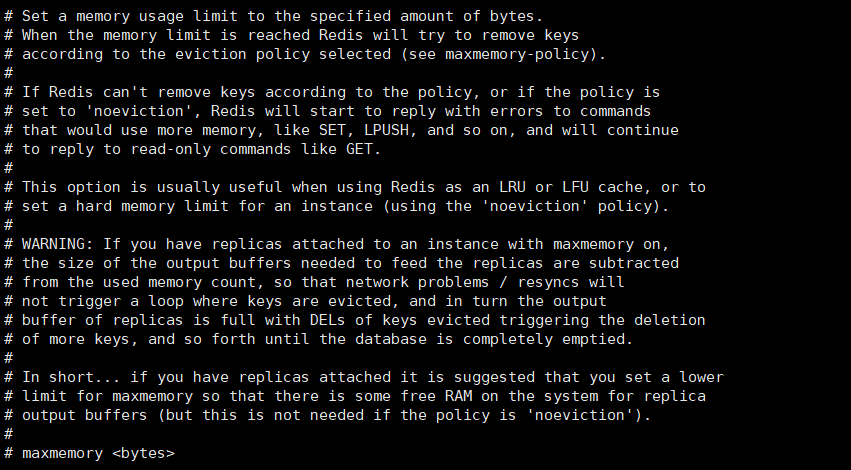 # Set a memory usage limit to the specified amount of bytes.
# When the memory limit is reached Redis will try to remove keys
# according to the eviction policy selected (see maxmemory-policy).
#
# If Redis can't remove keys according to the policy, or if the policy is
# set to 'noeviction', Redis will start to reply with errors to commands
# that would use more memory, like SET, LPUSH, and so on, and will continue
# to reply to read-only commands like GET.
#
# This option is usually useful when using Redis as an LRU or LFU cache, or to
# set a hard memory limit for an instance (using the 'noeviction' policy).
#
# WARNING: If you have replicas attached to an instance with maxmemory on,
# the size of the output buffers needed to feed the replicas are subtracted
# from the used memory count, so that network problems / resyncs will
# not trigger a loop where keys are evicted, and in turn the output
# buffer of replicas is full with DELs of keys evicted triggering the deletion
# of more keys, and so forth until the database is completely emptied.
#
# In short... if you have replicas attached it is suggested that you set a lower
# limit for maxmemory so that there is some free RAM on the system for replica
# output buffers (but this is not needed if the policy is 'noeviction').
#
# maxmemory <bytes>